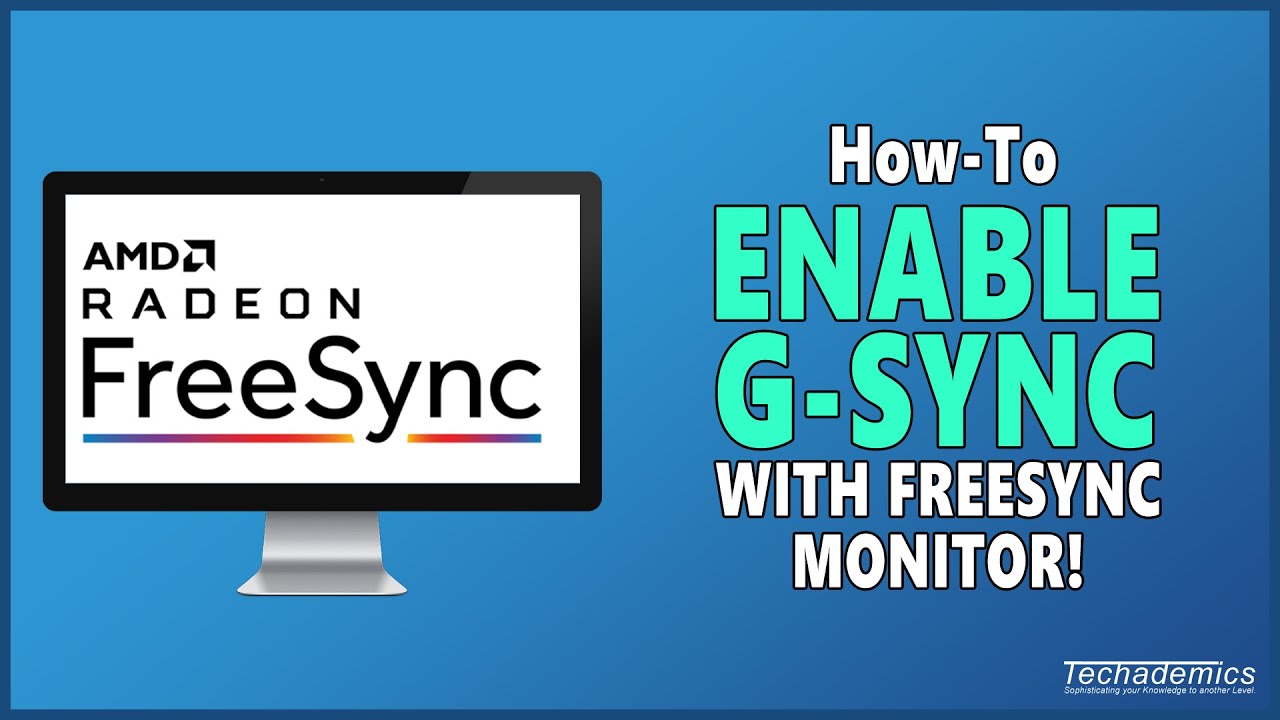 AMD
RADEON
FreeSync
How-To
ENABLE
G-SYNC
WITH FREESYNC
MONITOR!
Techademics
Sophisticating your Knowledge to another Level.